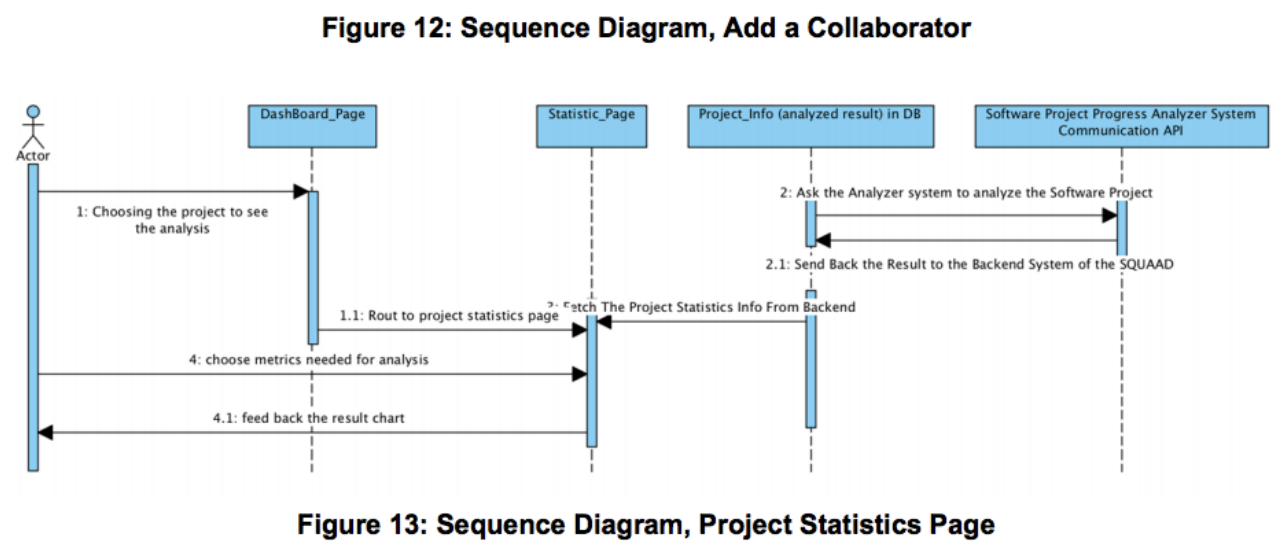 Figure 12: Sequence Diagram, Add a Collaborator
DashBoard_Page
Statistic_Page
Project_Info (analyzed result) in DB
Software Project Progress Analyzer System
Communication API
Actor
2: Ask the Analyzer system to analyze the Software Project
1: Choosing the project to see
the analysis
2.1: Send Back the Result to the Backend System of the SQUAAD
3: Fetch The Project Statistics Info From Backend
1.1: Rout to project statistics page
4: choose metrics needed for analysis
4.1: feed back the result chart
Figure 13: Sequence Diagram, Project Statistics Page